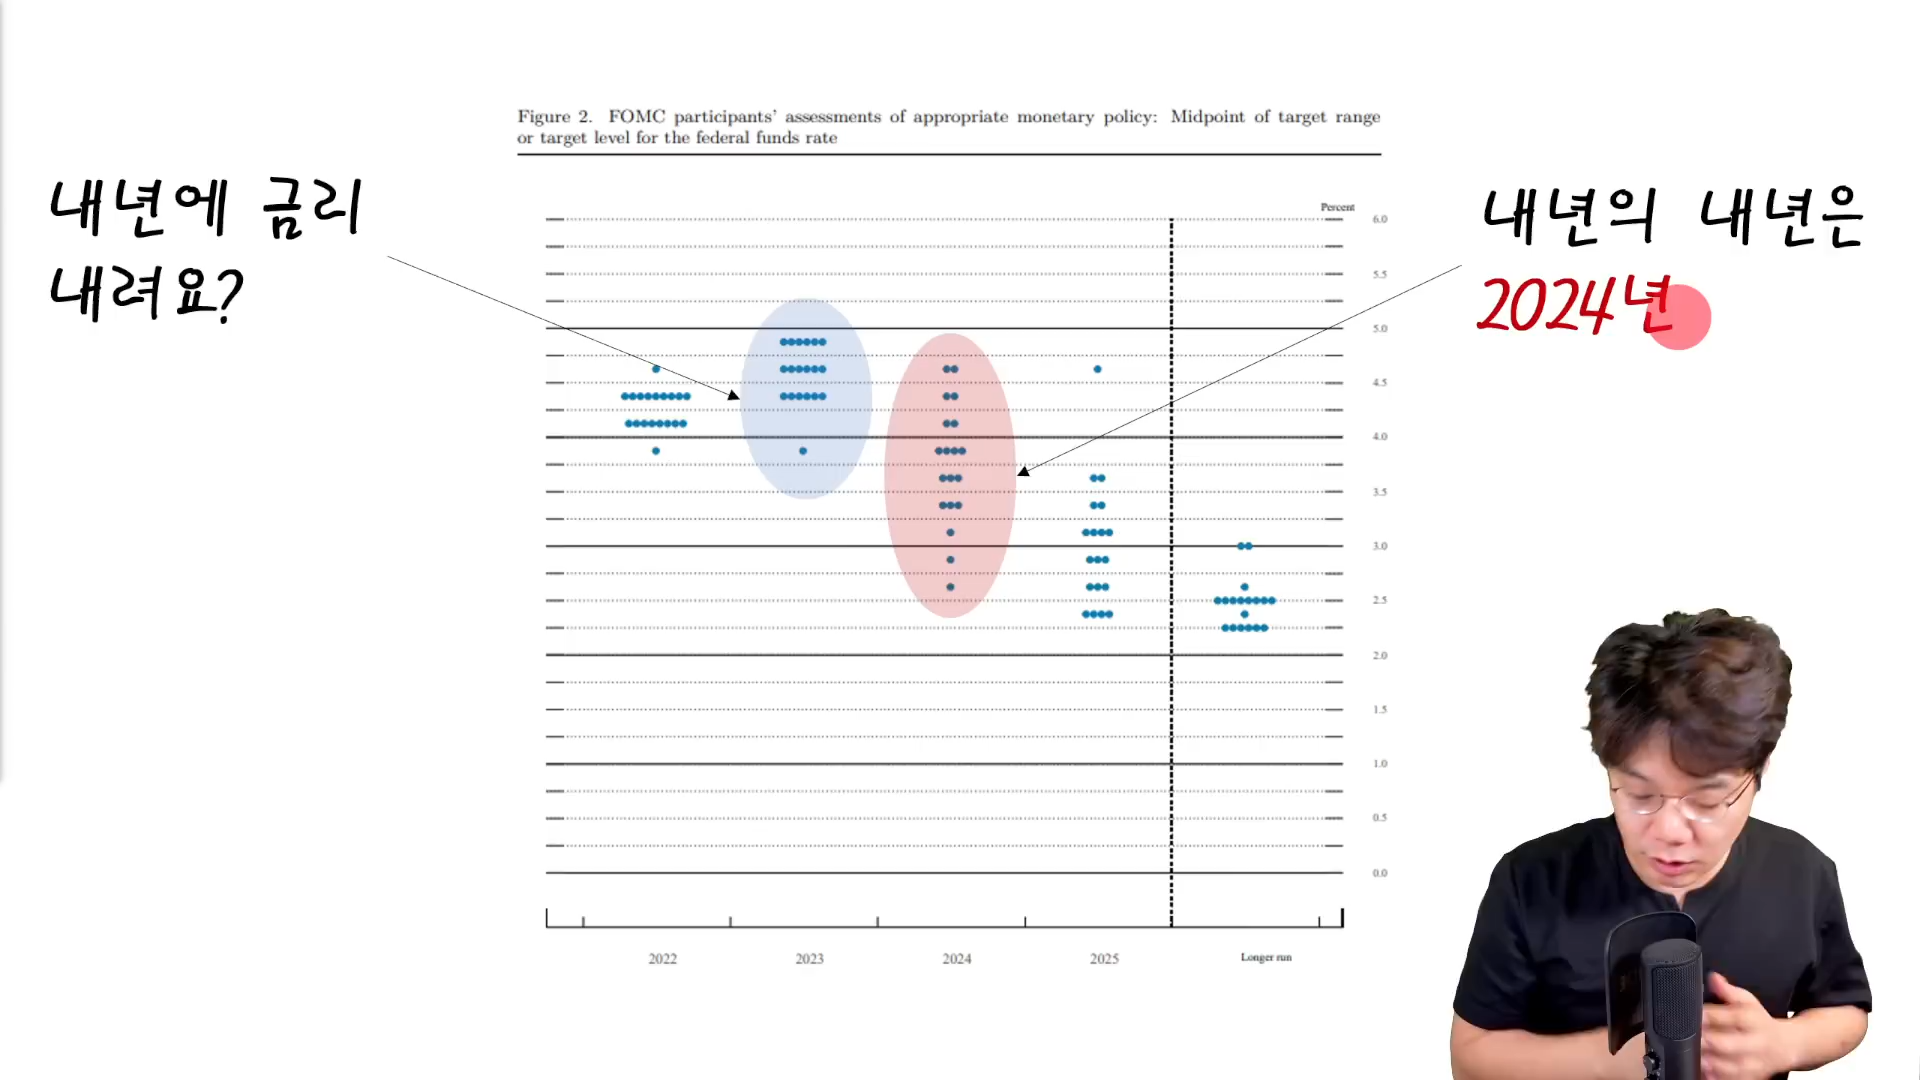 Figure 2. FOMC participants' assessments of appropriate monetary policy: Midpoint of target range
or target level for the federal funds rate
내년에 금리
내려요?
내년의 내년은
2024년
Percent
6.0
5.5
5.0
4.5
4.0
3.5
3.0
2.5
2.0
1.5
1.0
0.5
0.0
2022 2023 2024 2025 Longer run